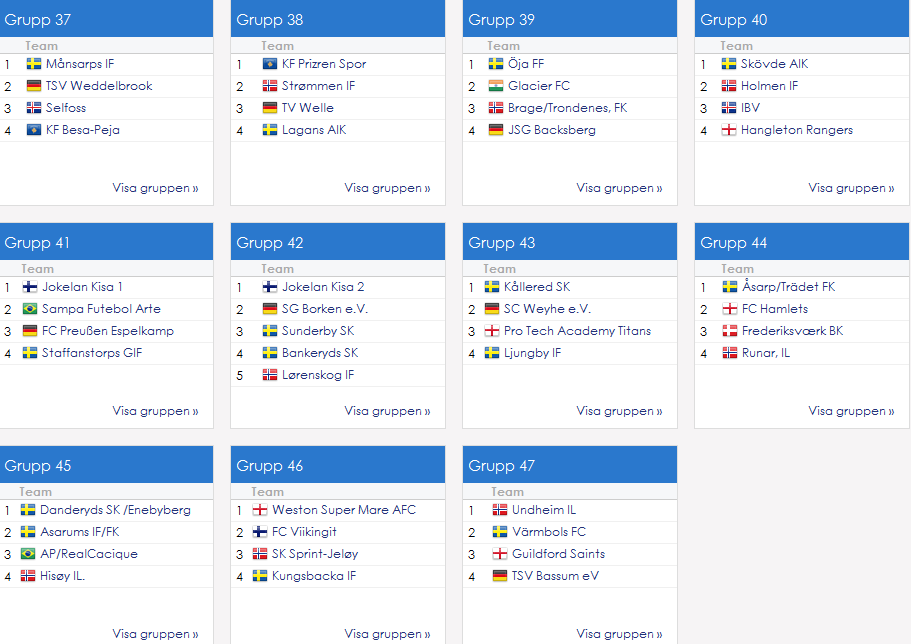 Grupp 37
Team
1 Månsarps IF
2 TSV Weddelbrook
3 Selfoss
4 KF Besa-Peja
Visa gruppen »
Grupp 38
Team
1 KF Prizren Spor
2 Strømmen IF
3 TV Welle
4 Lagans AIK
Visa gruppen »
Grupp 39
Team
1 Öja FF
2 Glacier FC
3 Brage/Trondenes, FK
4 JSG Backsberg
Visa gruppen »
Grupp 40
Team
1 Skövde AIK
2 Holmen IF
3 IBV
4 Hangleton Rangers
Visa gruppen »
Grupp 41
Team
1 Jokelan Kisa 1
2 Sampa Futebol Arte
3 FC Preußen Espelkamp
4 Staffanstorps GIF
Visa gruppen »
Grupp 42
Team
1 Jokelan Kisa 2
2 SG Borken e.V.
3 Sunderby SK
4 Bankeryds SK
5 Lørenskog IF
Visa gruppen »
Grupp 43
Team
1 Kållered SK
2 SC Weyhe e.V.
3 Pro Tech Academy Titans
4 Ljungby IF
Visa gruppen »
Grupp 44
Team
1 Åsarp/Trädet FK
2 FC Hamlets
3 Frederiksværk BK
4 Runar, IL
Visa gruppen »
Grupp 45
Team
1 Danderyds SK /Enebyberg
2 Asarums IF/FK
3 AP/RealCacique
4 Hisøy IL.
Visa gruppen »
Grupp 46
Team
1 Weston Super Mare AFC
2 FC Viikingit
3 SK Sprint-Jeløy
4 Kungsbacka IF
Visa gruppen »
Grupp 47
Team
1 Undheim IL
2 Värmbols FC
3 Guildford Saints
4 TSV Bassum eV
Visa gruppen »